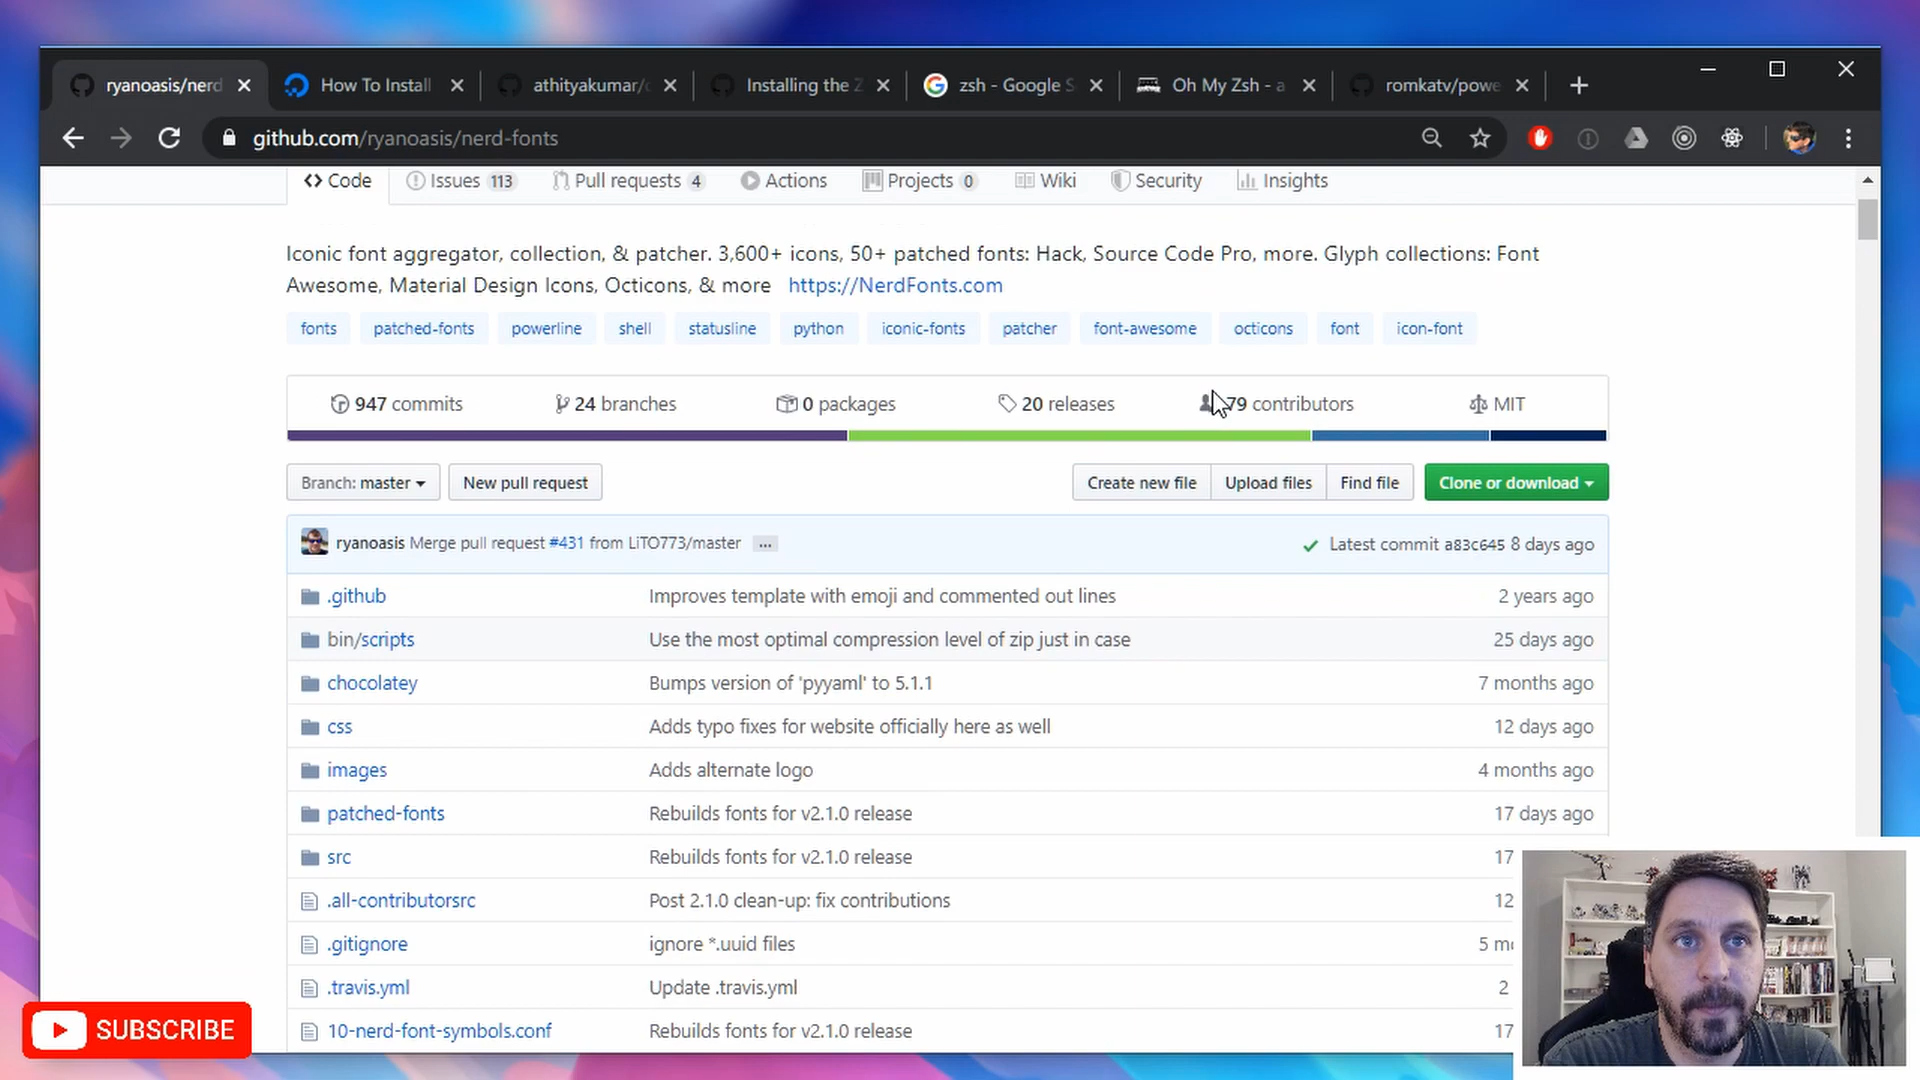 ryanoasis/nerd
How To Install
athityakumar/c
Installing the Z
zsh - Google S
Oh My Zsh - a
romkatv/powe
github.com/ryanoasis/nerd-fonts
Code
Issues 113
Pull requests 4
Actions
Projects 0
Wiki
Security
Insights
Iconic font aggregator, collection, & patcher. 3,600+ icons, 50+ patched fonts: Hack, Source Code Pro, more. Glyph collections: Font
Awesome, Material Design Icons, Octicons, & more https://NerdFonts.com
fonts patched-fonts powerline shell statusline python iconic-fonts patcher font-awesome octicons font icon-font
947 commits
24 branches
0 packages
20 releases
79 contributors
MIT
Branch: master
New pull request
Create new file
Upload files
Find file
Clone or download
ryanoasis Merge pull request #431 from LiTO773/master ...
Latest commit a83c645 8 days ago
.github Improves template with emoji and commented out lines 2 years ago
bin/scripts Use the most optimal compression level of zip just in case 25 days ago
chocolatey Bumps version of 'pyyaml' to 5.1.1 7 months ago
css Adds typo fixes for website officially here as well 12 days ago
images Adds alternate logo 4 months ago
patched-fonts Rebuilds fonts for v2.1.0 release 17 days ago
src Rebuilds fonts for v2.1.0 release 17
.all-contributorsrc Post 2.1.0 clean-up: fix contributions 12
.gitignore ignore *.uuid files 5 mo
.travis.yml Update .travis.yml 2
10-nerd-font-symbols.conf Rebuilds fonts for v2.1.0 release 17
SUBSCRIBE